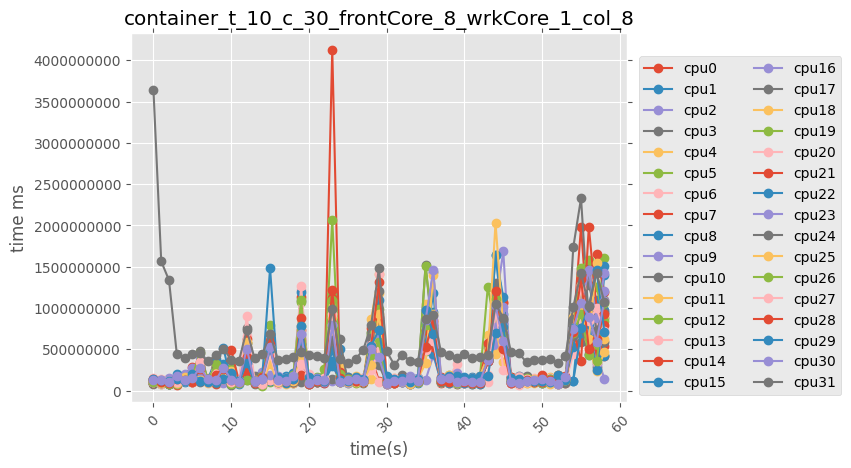 container_t_10_c_30_frontCore_8_wrkCore_1_col_8
4000000000
3500000000
3000000000
2500000000
2000000000
1500000000
1000000000
500000000
0
time ms
0 10 20 30 40 50 60
time(s)
cpu0
cpu1
cpu2
cpu3
cpu4
cpu5
cpu6
cpu7
cpu8
cpu9
cpu10
cpu11
cpu12
cpu13
cpu14
cpu15
cpu16
cpu17
cpu18
cpu19
cpu20
cpu21
cpu22
cpu23
cpu24
cpu25
cpu26
cpu27
cpu28
cpu29
cpu30
cpu31